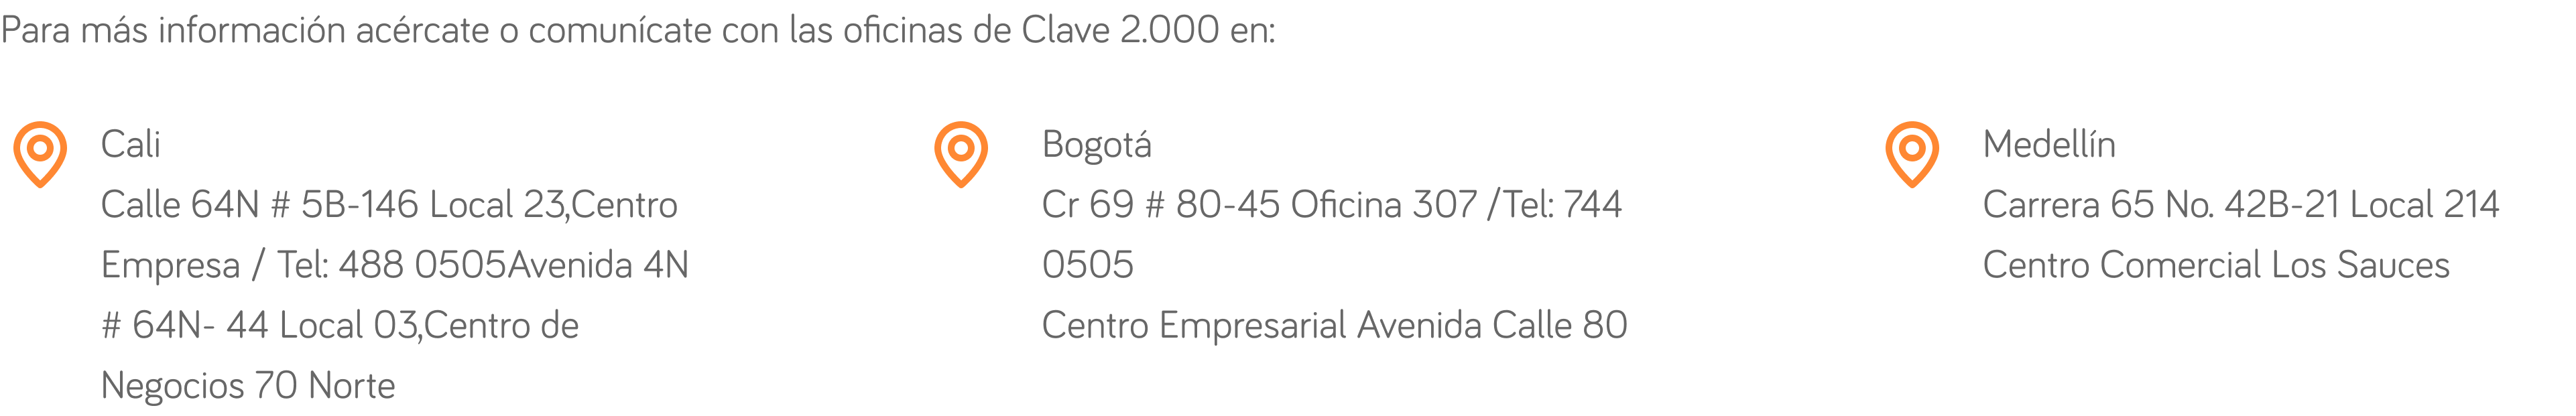 Para más información acércate o comunícate con las oficinas de Clave 2.000 en:
Cali
Calle 64N # 5B-146 Local 23,Centro
Empresa / Tel: 488 0505Avenida 4N
# 64N- 44 Local 03,Centro de
Negocios 70 Norte
Bogotá
Cr 69 # 80-45 Oficina 307 /Tel: 744
0505
Centro Empresarial Avenida Calle 80
Medellín
Carrera 65 No. 42B-21 Local 214
Centro Comercial Los Sauces